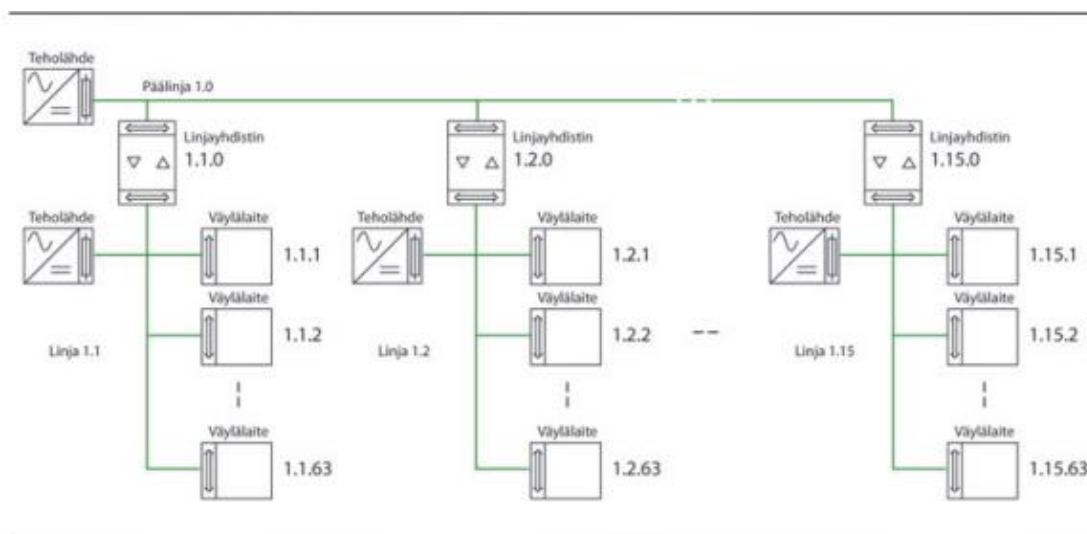 Teholähde
Päälinja 1.0
Linjayhdistin
1.1.0
Linjayhdistin
1.2.0
Linjayhdistin
1.15.0
Teholähde
Väylälaite
1.1.1
Väylälaite
1.1.2
Linja 1.1
Väylälaite
1.1.63
Teholähde
Väylälaite
1.2.1
Väylälaite
1.2.2
Linja 1.2
Väylälaite
1.2.63
Teholähde
Väylälaite
1.15.1
Väylälaite
1.15.2
Linja 1.15
Väylälaite
1.15.63